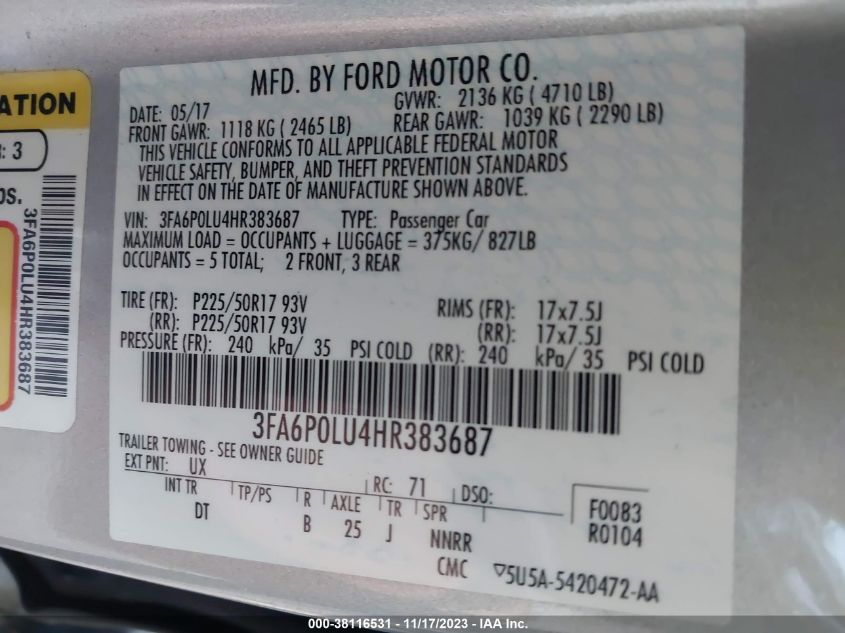 MFD. BY FORD MOTOR CO.
DATE: 05/17 GVWR: 2136 KG ( 4710 LB)
FRONT GAWR: 1118 KG ( 2465 LB) REAR GAWR: 1039 KG ( 2290 LB)
THIS VEHICLE CONFORMS TO ALL APPLICABLE FEDERAL MOTOR
VEHICLE SAFETY, BUMPER, AND THEFT PREVENTION STANDARDS
IN EFFECT ON THE DATE OF MANUFACTURE SHOWN ABOVE.
VIN: 3FA6P0LU4HR383687 TYPE: Passenger Car
MAXIMUM LOAD = OCCUPANTS + LUGGAGE = 375KG/ 827LB
OCCUPANTS = 5 TOTAL; 2 FRONT, 3 REAR
TIRE (FR): P225/50R17 93V RIMS (FR): 17x7.5J
(RR): P225/50R17 93V (RR): 17x7.5J
PRESSURE (FR): 240 kPa/ 35 PSI COLD (RR): 240 kPa/ 35 PSI COLD
3FA6P0LU4HR383687
TRAILER TOWING - SEE OWNER GUIDE
EXT PNT: UX RC: 71 DSO:
INT TR TP/PS R AXLE TR SPR F0083
DT B 25 J NNRR R0104
CMC ▽5U5A-5420472-AA
ATION
: 3
OS.
3FA6P0LU4HR383687
000-38116531 - 11/17/2023 - IAA Inc.